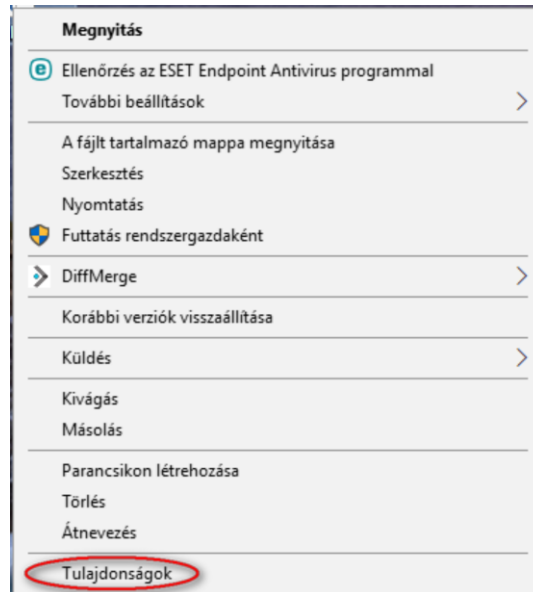 Megnyitás
Ellenőrzés az ESET Endpoint Antivirus programmal
További beállítások
A fájlt tartalmazó mappa megnyitása
Szerkesztés
Nyomtatás
Futtatás rendszergazdaként
DiffMerge
Korábbi verziók visszaállítása
Küldés
Kivágás
Másolás
Parancsikon létrehozása
Törlés
Átnevezés
Tulajdonságok